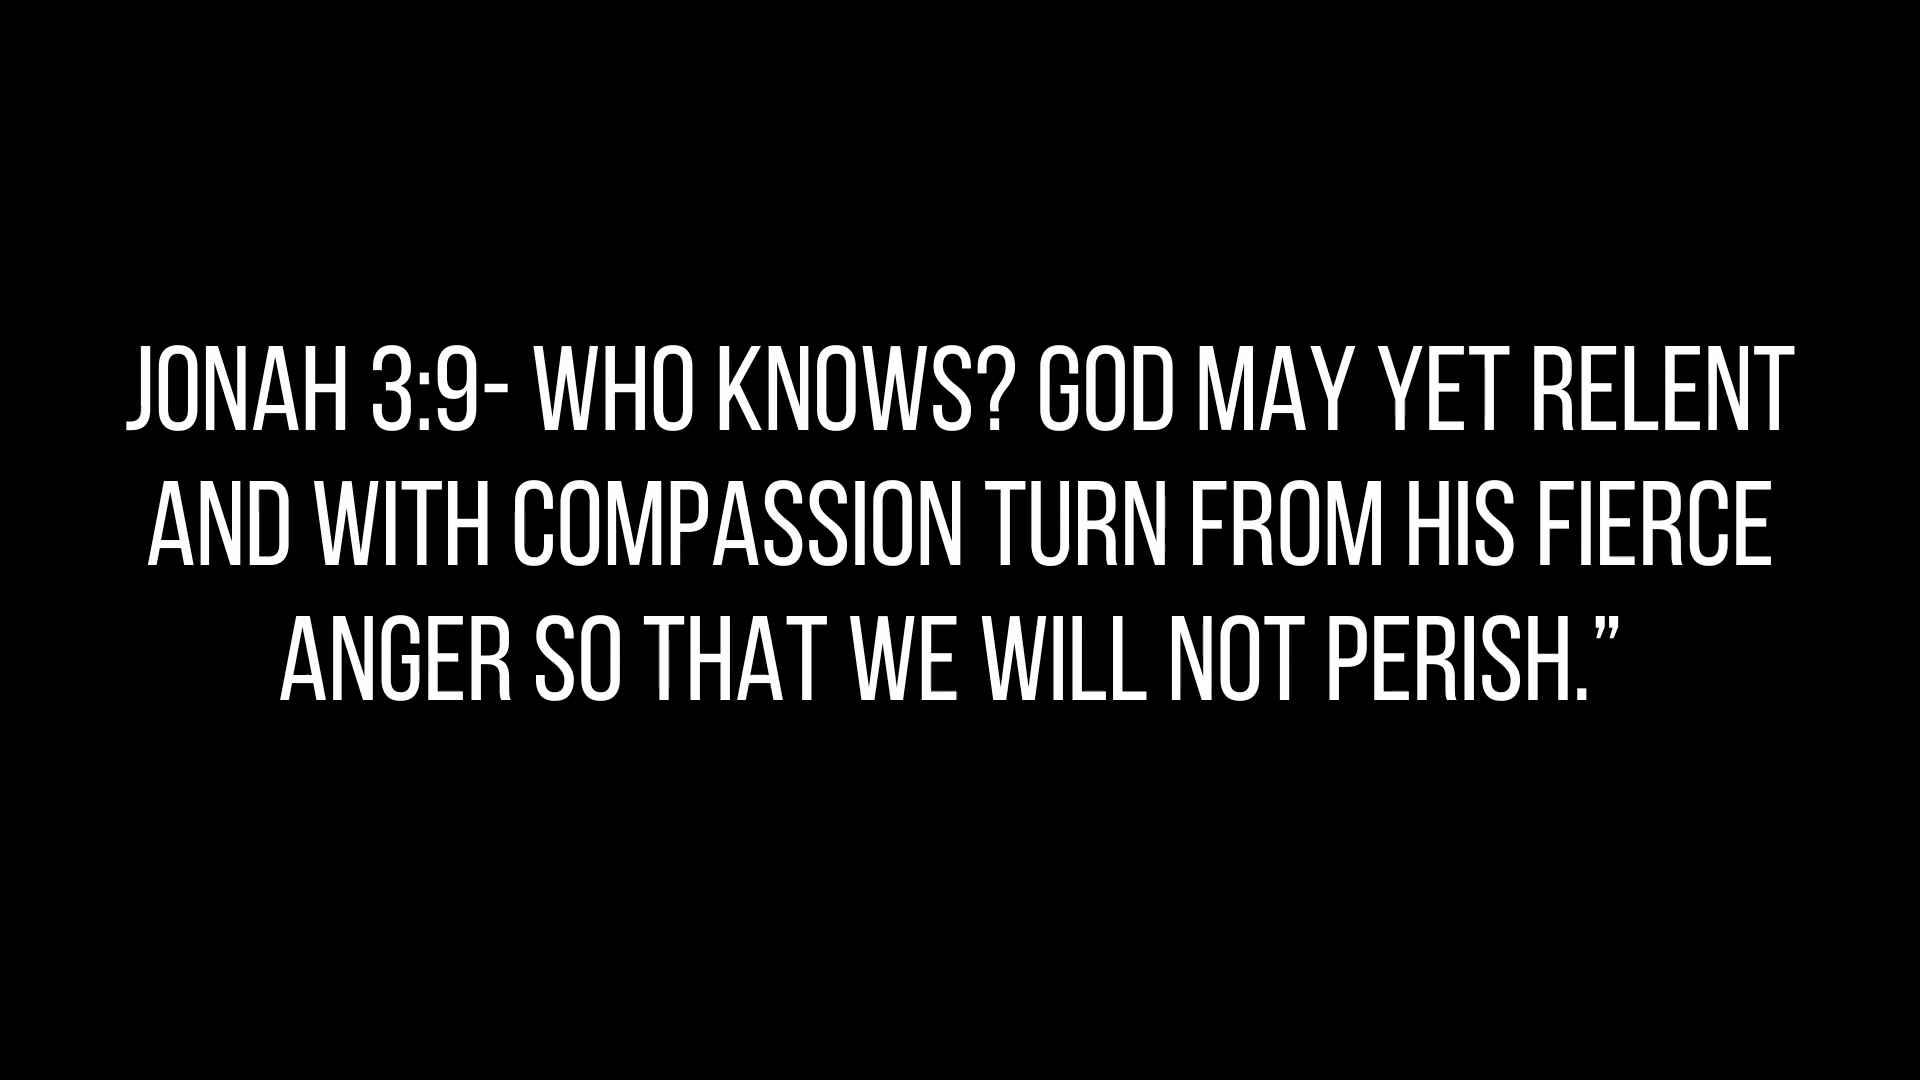 JONAH 3:9- WHO KNOWS? GOD MAY YET RELENT
AND WITH COMPASSION TURN FROM HIS FIERCE
ANGER SO THAT WE WILL NOT PERISH.”